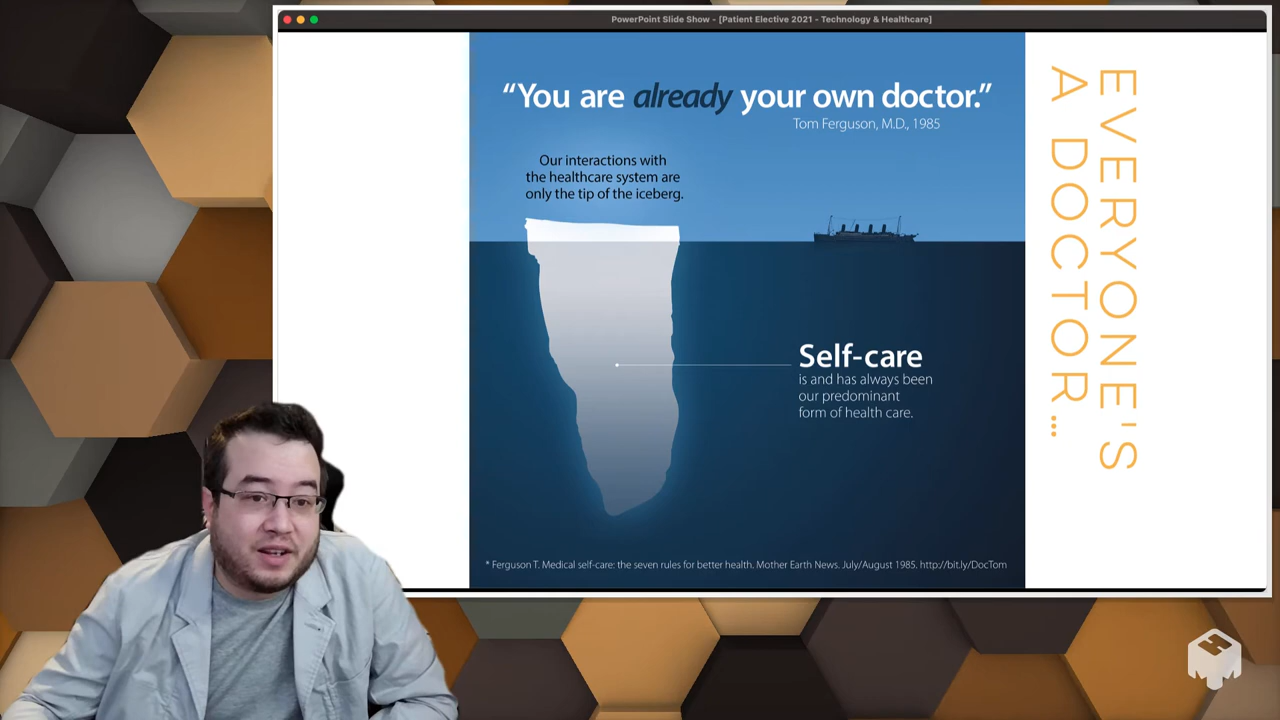 PowerPoint Slide Show - [Patient Elective 2021 - Technology & Healthcare]
“You are already your own doctor.”
Tom Ferguson, M.D., 1985
Our interactions with
the healthcare system are
only the tip of the iceberg.
Self-care
is and has always been
our predominant
form of health care.
* Ferguson T. Medical self-care: the seven rules for better health. Mother Earth News. July/August 1985. http://bit.ly/DocTom
EVERYONE'S
A DOCTOR...